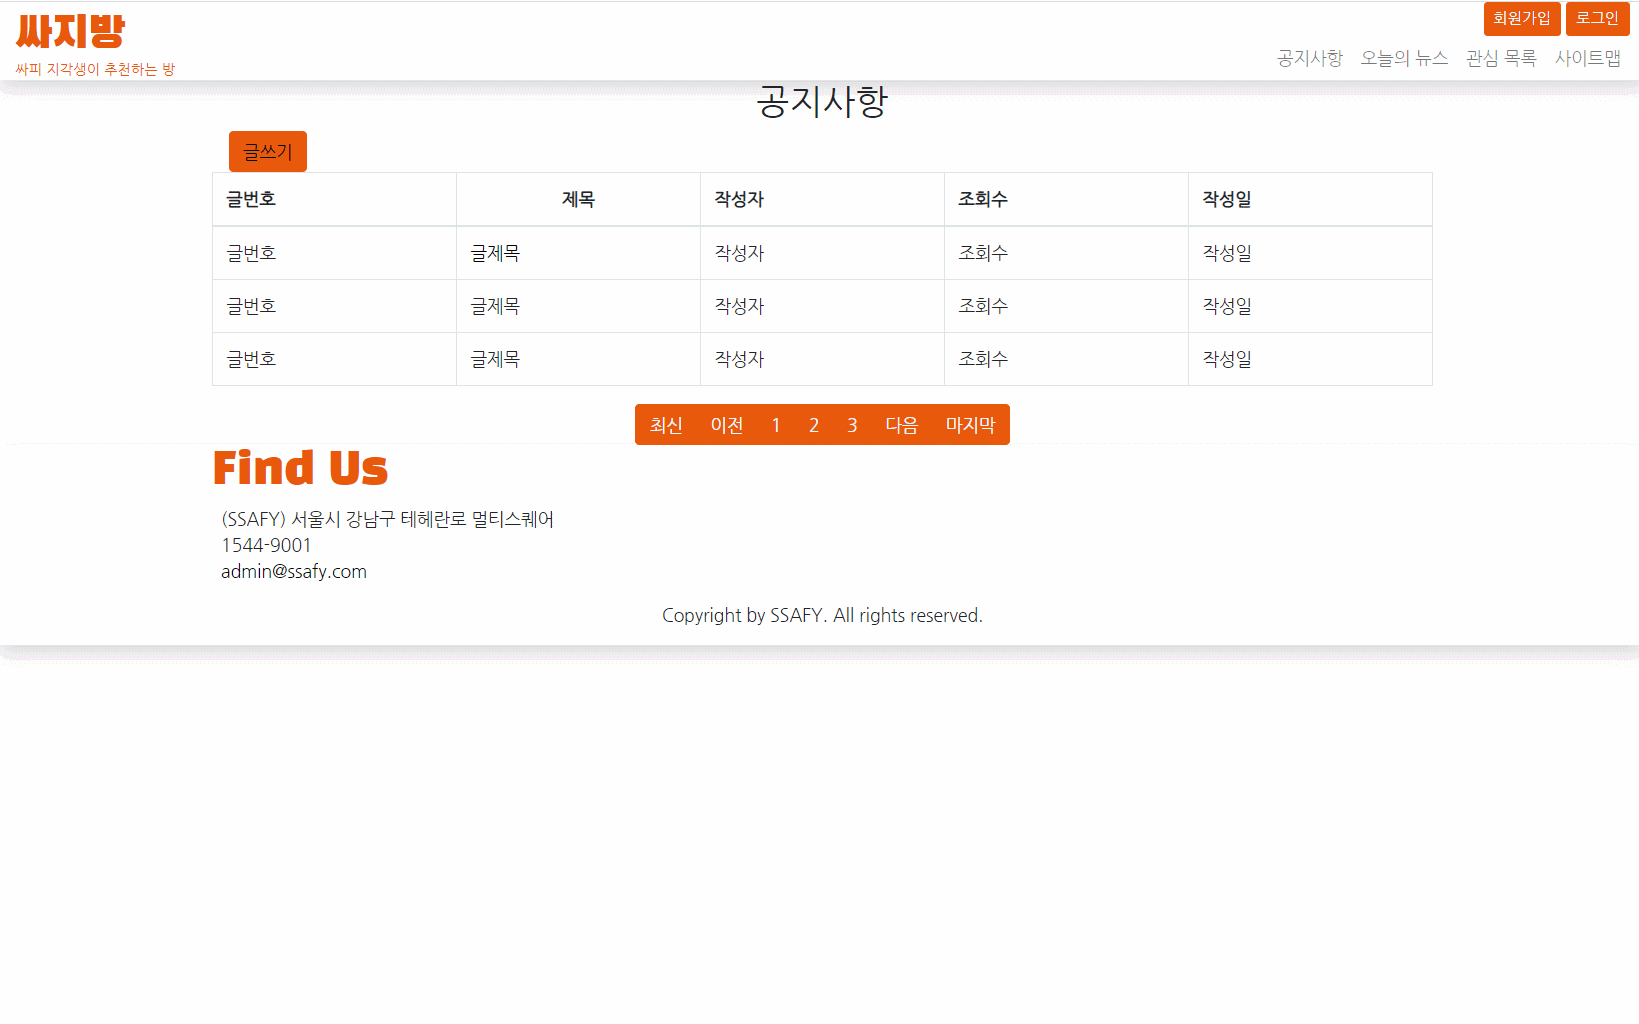 싸지방
싸피 지각생이 추천하는 방
회원가입 로그인
공지사항 오늘의 뉴스 관심 목록 사이트맵
공지사항
글쓰기
글번호 제목 작성자 조회수 작성일
글번호 글제목 작성자 조회수 작성일
글번호 글제목 작성자 조회수 작성일
글번호 글제목 작성자 조회수 작성일
최신 이전 1 2 3 다음 마지막
Find Us
(SSAFY) 서울시 강남구 테헤란로 멀티스퀘어
1544-9001
admin@ssafy.com
Copyright by SSAFY. All rights reserved.